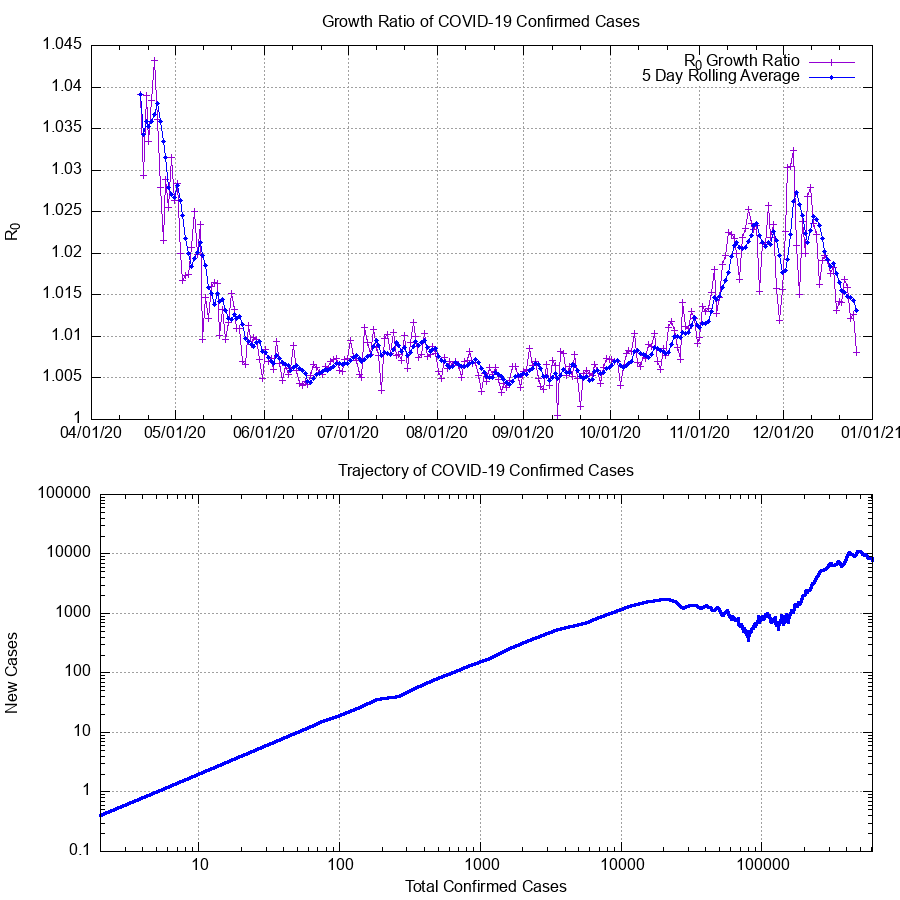 Growth Ratio of COVID-19 Confirmed Cases
1.045
1.04
1.035
1.03
1.025
1.02
1.015
1.01
1.005
1
R0
R0 Growth Ratio
5 Day Rolling Average
04/01/20 05/01/20 06/01/20 07/01/20 08/01/20 09/01/20 10/01/20 11/01/20 12/01/20 01/01/21
Trajectory of COVID-19 Confirmed Cases
100000
10000
1000
100
10
1
0.1
New Cases
10 100 1000 10000 100000
Total Confirmed Cases